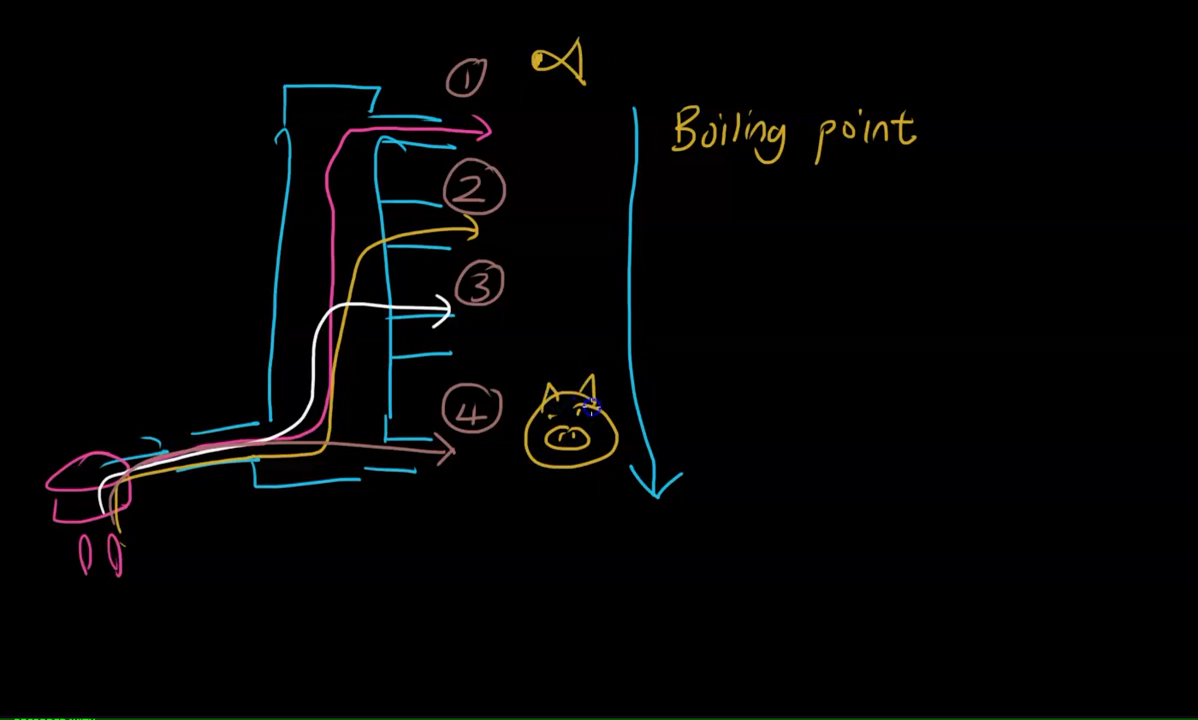 ①
Boiling point
②
③
④